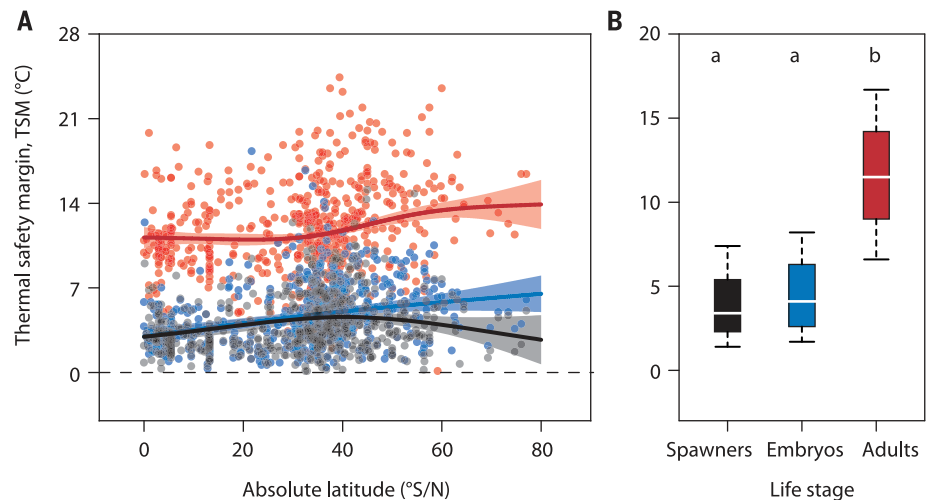 A
Thermal safety margin, TSM (°C)
28
21
14
7
0
0
20
40
60
80
Absolute latitude (°S/N)
B
20
15
10
5
0
a
a
b
Spawners
Embryos
Adults
Life stage